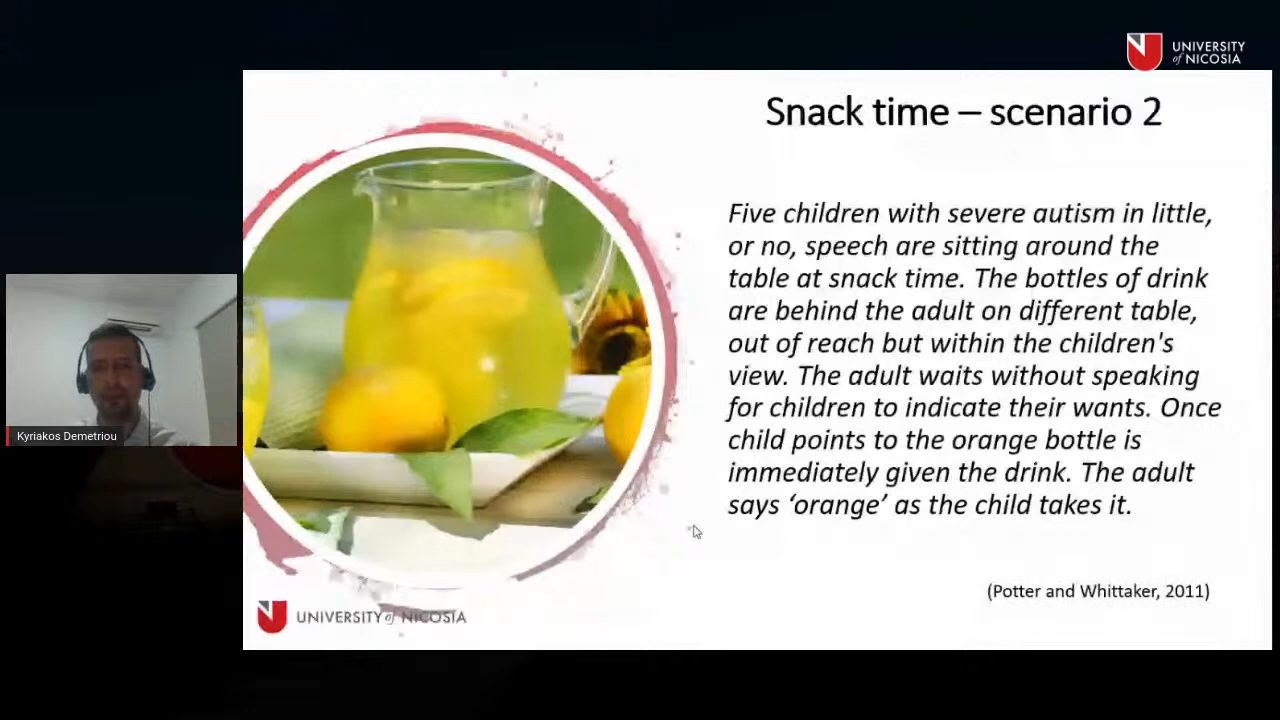 UNIVERSITY
of NICOSIA
Snack time – scenario 2
Five children with severe autism in little,
or no, speech are sitting around the
table at snack time. The bottles of drink
are behind the adult on different table,
out of reach but within the children's
view. The adult waits without speaking
for children to indicate their wants. Once
child points to the orange bottle is
immediately given the drink. The adult
says ‘orange’ as the child takes it.
(Potter and Whittaker, 2011)
Kyriakos Demetriou
UNIVERSITY of NICOSIA